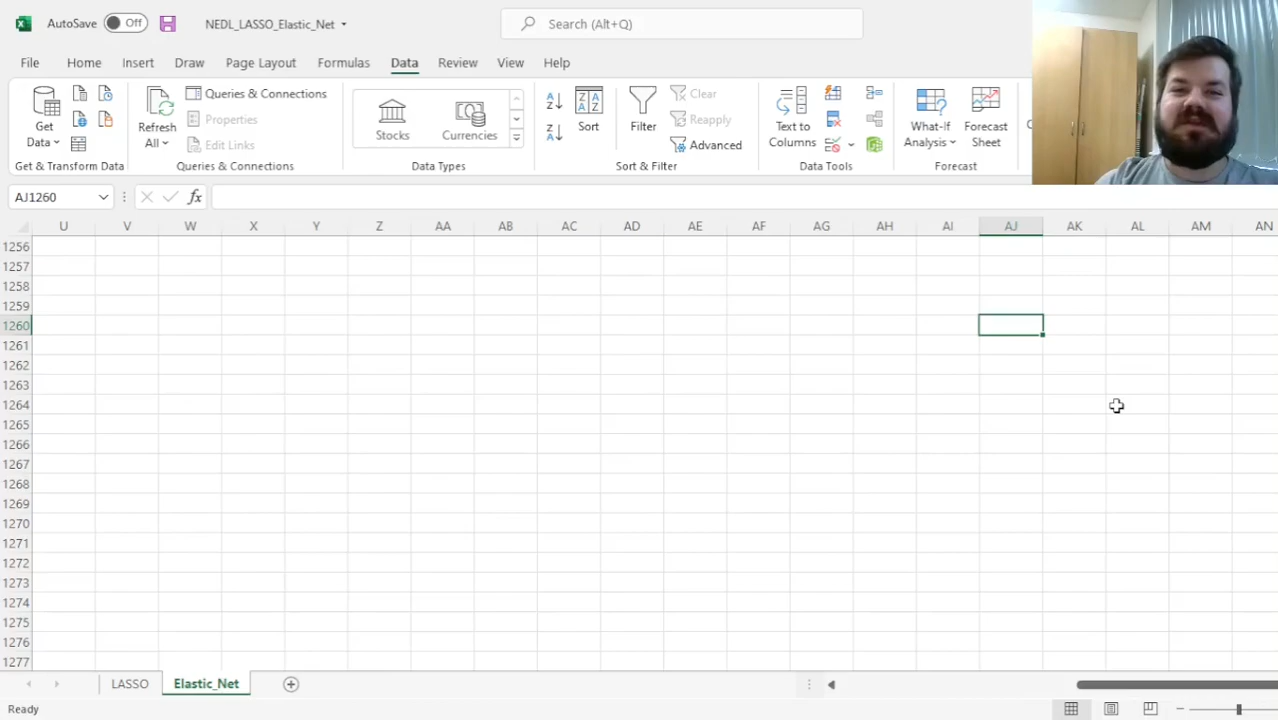 AutoSave Off NEDL_LASSO_Elastic_Net Search (Alt+Q)
File Home Insert Draw Page Layout Formulas Data Review View Help
Get Data
Refresh All
Queries & Connections
Properties
Edit Links
Stocks
Currencies
Sort
Filter
Clear
Reapply
Advanced
Text to Columns
What-If Analysis
Forecast Sheet
Get & Transform Data Queries & Connections Data Types Sort & Filter Data Tools Forecast
AJ1260 fx
U V W X Y Z AA AB AC AD AE AF AG AH AI AJ AK AL AM AN
1256
1257
1258
1259
1260
1261
1262
1263
1264
1265
1266
1267
1268
1269
1270
1271
1272
1273
1274
1275
1276
1277
LASSO Elastic_Net
Ready